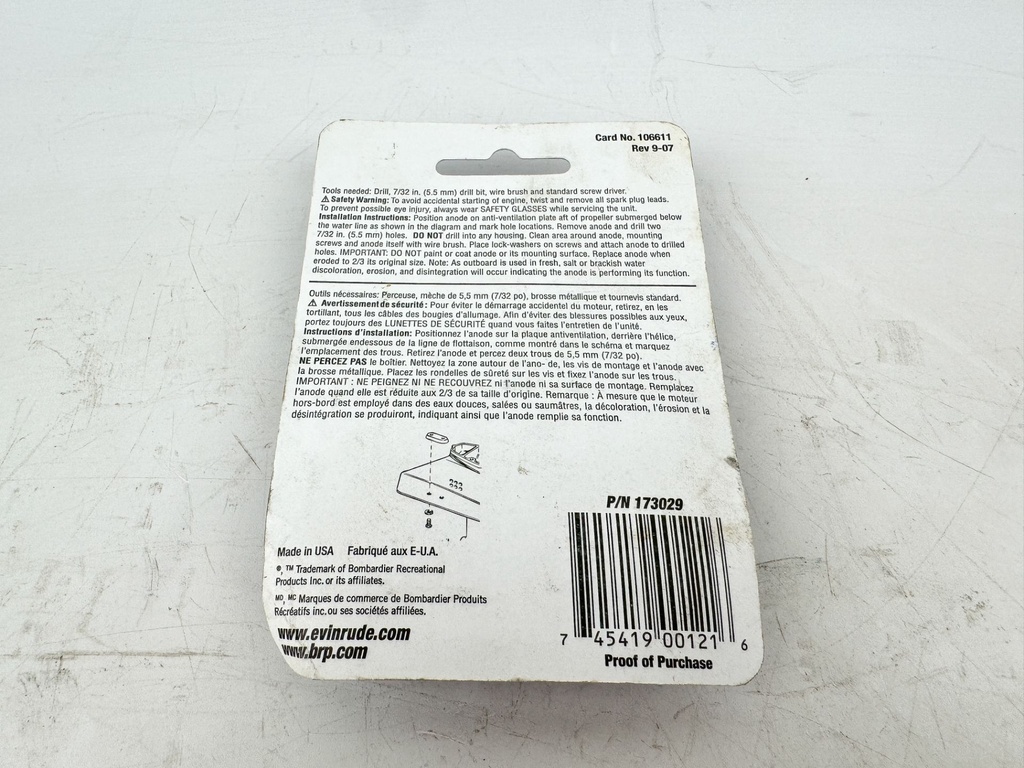 Card No. 106611
Rev 9-07
Tools needed: Drill, 7/32 in. (5.5 mm) drill bit, wire brush and standard screw driver.
⚠ Safety Warning: To avoid accidental starting of engine, twist and remove all spark plug leads.
To prevent possible eye injury, always wear SAFETY GLASSES while servicing the unit.
Installation Instructions: Position anode on anti-ventilation plate aft of propeller submerged below
the water line as shown in the diagram and mark hole locations. Remove anode and drill two
7/32 in. (5.5 mm) holes. DO NOT drill into any housing. Clean area around anode, mounting
screws and anode itself with wire brush. Place lock-washers on screws and attach anode to drilled
holes. IMPORTANT: DO NOT paint or coat anode or its mounting surface. Replace anode when
eroded to 2/3 its original size. Note: As outboard is used in fresh, salt or brackish water
discoloration, erosion, and disintegration will occur indicating the anode is performing its function.
Outils nécessaires: Perceuse, mèche de 5,5 mm (7/32 po), brosse métallique et tournevis standard.
⚠ Avertissement de sécurité: Pour éviter le démarrage accidentel du moteur, retirez, en les
tortillant, tous les câbles des bougies d'allumage. Afin d'éviter des blessures possibles aux yeux,
portez toujours des LUNETTES DE SÉCURITÉ quand vous faites l'entretien de l'unité.
Instructions d'installation: Positionnez l'anode sur la plaque antiventilation, derrière l'hélice,
submergée endessous de la ligne de flottaison, comme montré dans le schéma et marquez
l'emplacement des trous. Retirez l'anode et percez deux trous de 5,5 mm (7/32 po).
NE PERCEZ PAS le boîtier. Nettoyez la zone autour de l'ano- de, les vis de montage et l'anode avec
la brosse métallique. Placez les rondelles de sûreté sur les vis et fixez l'anode sur les trous.
IMPORTANT : NE PEIGNEZ NI NE RECOUVREZ ni l'anode ni sa surface de montage. Remplacez
l'anode quand elle est réduite aux 2/3 de sa taille d'origine. Remarque : À mesure que le moteur
hors-bord est employé dans des eaux douces, salées ou saumâtres, la décoloration, l'érosion et la
désintégration se produiront, indiquant ainsi que l'anode remplie sa fonction.
P/N 173029
Made in USA Fabriqué aux E-U.A.
®, ™ Trademark of Bombardier Recreational
Products Inc. or its affiliates.
MD, MC Marques de commerce de Bombardier Produits
Récréatifs inc. ou ses sociétés affiliées.
www.evinrude.com
www.brp.com
7 45419 00121 6
Proof of Purchase